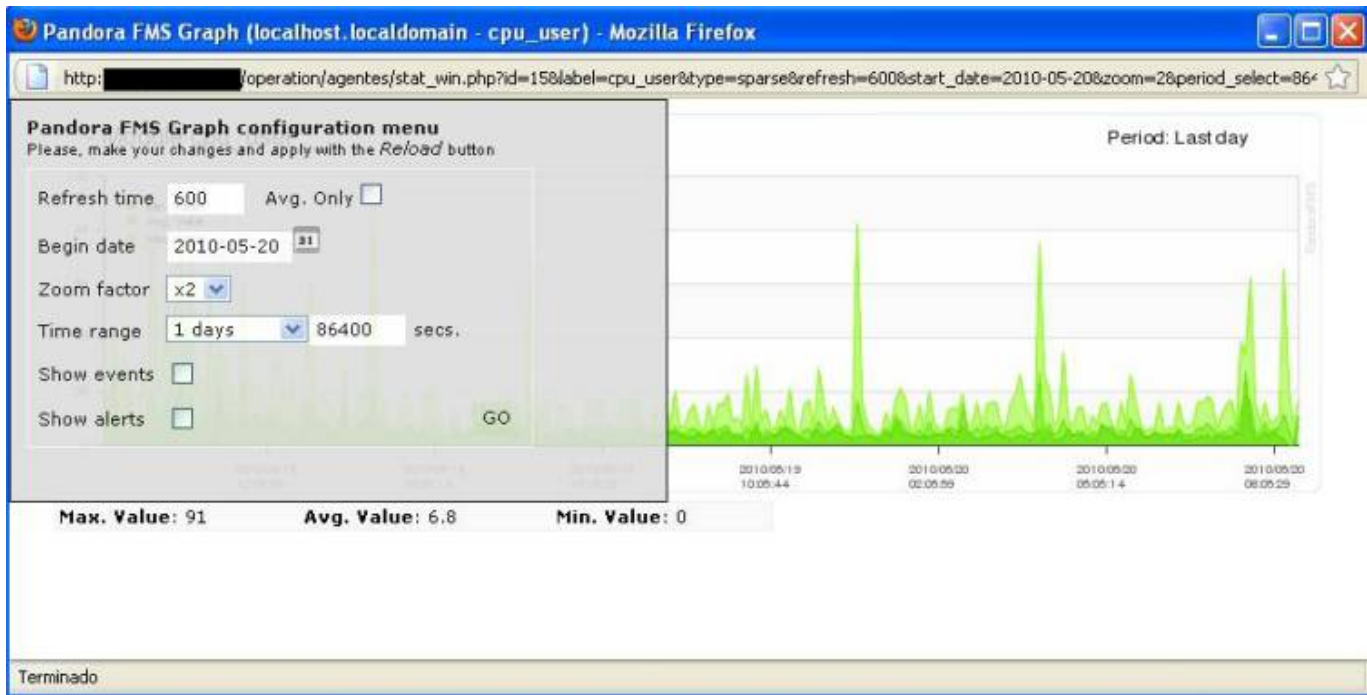 Pandora FMS Graph (localhost.localdomain - cpu_user) - Mozilla Firefox
http: /operation/agentes/stat_win.php?id=15&label=cpu_user&type=sparse&refresh=600&start_date=2010-05-20&zoom=2&period_select=864
Pandora FMS Graph configuration menu
Please, make your changes and apply with the Reload button
Period: Last day
Refresh time 600 Avg. Only
Begin date 2010-05-20 31
Zoom factor x2
Time range 1 days 86400 secs.
Show events
Show alerts GO
2010/05/19 2010/05/20 2010/05/20 2010/05/20
02:05:59 05:05:14 08:05:29
Max. Value: 91 Avg. Value: 6.8 Min. Value: 0
Terminado